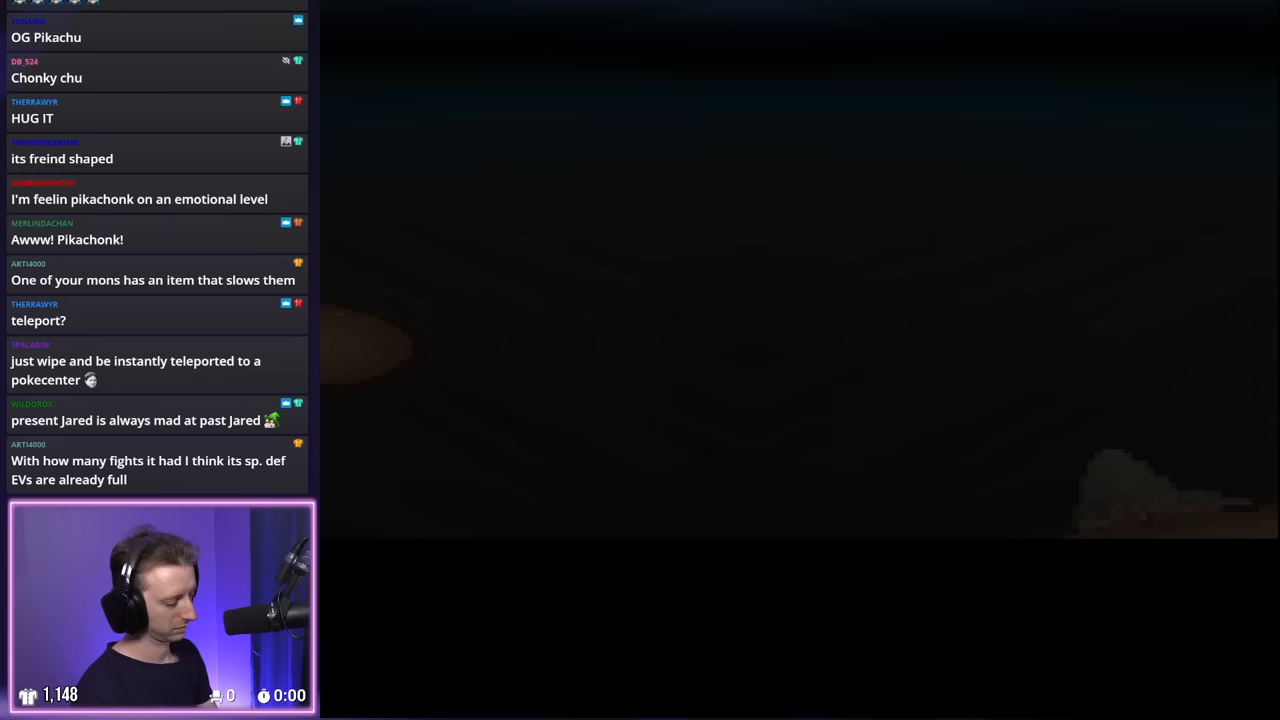 OG Pikachu
DB_524
Chonky chu
THERRAWYR
HUG IT
its freind shaped
I'm feelin pikachonk on an emotional level
MERLINDACHAN
Awww! Pikachonk!
ARTI4000
One of your mons has an item that slows them
THERRAWYR
teleport?
TPALADIN
just wipe and be instantly teleported to a
pokecenter
WILDOROX
present Jared is always mad at past Jared
ARTI4000
With how many fights it had I think its sp. def
EVs are already full
1,148
0
0:00